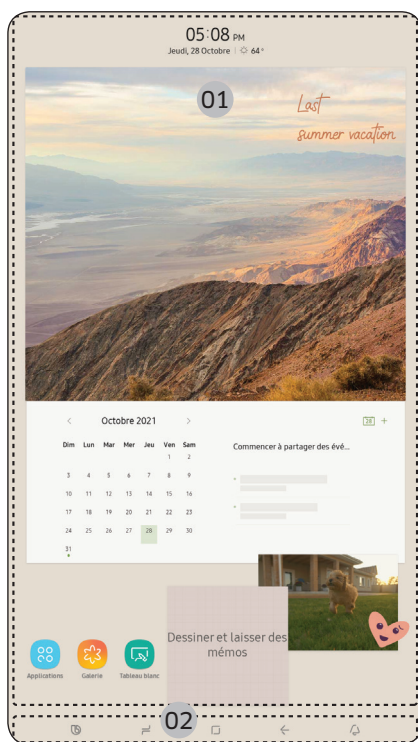 05:08 PM
Jeudi, 28 Octobre 64°
01
Last
summer vacation
< Octobre 2021 >
28 +
Dim Lun Mar Mer Jeu Ven Sam
Commencer à partager des évé...
1 2
3 4 5 6 7 8 9
10 11 12 13 14 15 16
17 18 19 20 21 22 23
24 25 26 27 28 29 30
31
Dessiner et laisser des
mémos
Applications Galerie Tableau blanc
02